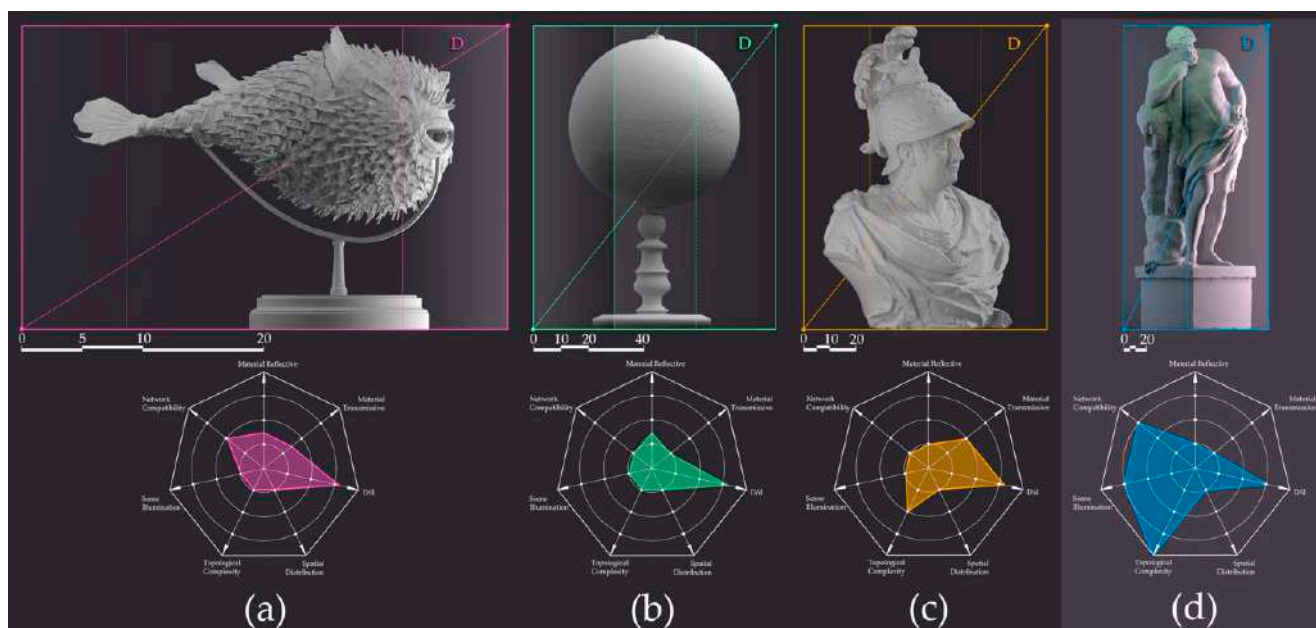 D
D
D
D
0 5 10 20
0 10 20 40
0 10 20
0 20
Material Reflective
Network
Compatibility
Material
Transmissive
DAI
Scene
Illumination
Topological
Complexity
Spatial
Distribution
(a)
Material Reflective
Network
Compatibility
Material
Transmissive
DAI
Scene
Illumination
Topological
Complexity
Spatial
Distribution
(b)
Material Reflective
Network
Compatibility
Material
Transmissive
DAI
Scene
Illumination
Topological
Complexity
Spatial
Distribution
(c)
Material Reflective
Network
Compatibility
Material
Transmissive
DAI
Scene
Illumination
Topological
Complexity
Spatial
Distribution
(d)